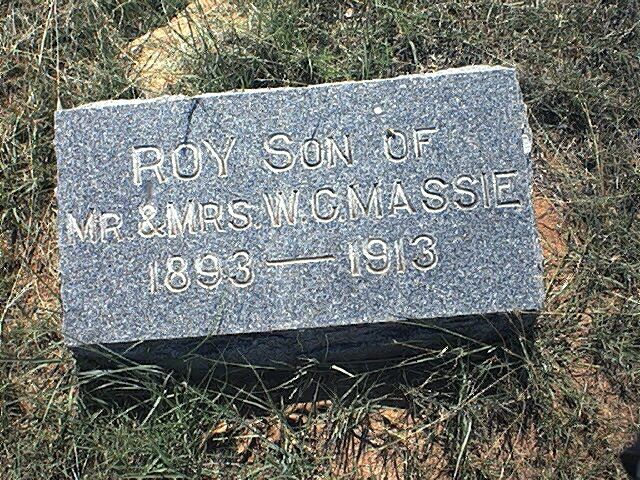 ROY SON OF
MR. & MRS. W. C. MASSIE
1893 — 1913